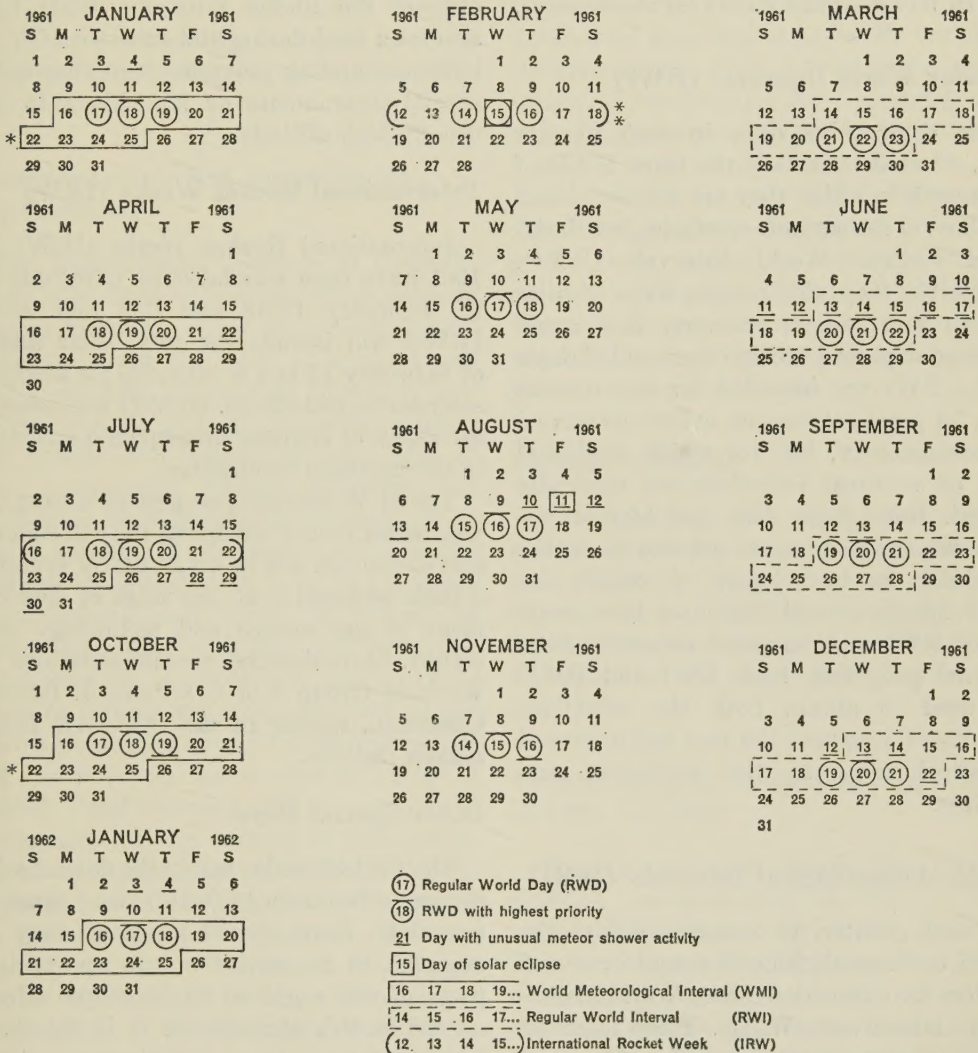 1961 JANUARY 1961
S M T W T F S
1 2 3 4 5 6 7
8 9 10 11 12 13 14
15 16 17 18 19 20 21
* 22 23 24 25 26 27 28
29 30 31
1961 FEBRUARY 1961
S M T W T F S
1 2 3 4
5 6 7 8 9 10 11
(12 13 14 15 16 17 18) * *
19 20 21 22 23 24 25
26 27 28
1961 MARCH 1961
S M T W T F S
1 2 3 4
5 6 7 8 9 10 11
12 13 14 15 16 17 18
19 20 21 22 23 24 25
26 27 28 29 30 31
1961 APRIL 1961
S M T W T F S
1
2 3 4 5 6 7 8
9 10 11 12 13 14 15
16 17 18 19 20 21 22
23 24 25 26 27 28 29
30
1961 MAY 1961
S M T W T F S
1 2 3 4 5 6
7 8 9 10 11 12 13
14 15 16 17 18 19 20
21 22 23 24 25 26 27
28 29 30 31
1961 JUNE 1961
S M T W T F S
1 2 3
4 5 6 7 8 9 10
11 12 13 14 15 16 17
18 19 20 21 22 23 24
25 26 27 28 29 30
1961 JULY 1961
S M T W T F S
1
2 3 4 5 6 7 8
9 10 11 12 13 14 15
(16 17 18 19 20 21 22)
23 24 25 26 27 28 29
30 31
1961 AUGUST 1961
S M T W T F S
1 2 3 4 5
6 7 8 9 10 11 12
13 14 15 16 17 18 19
20 21 22 23 24 25 26
27 28 29 30 31
1961 SEPTEMBER 1961
S M T W T F S
1 2
3 4 5 6 7 8 9
10 11 12 13 14 15 16
17 18 19 20 21 22 23
24 25 26 27 28 29 30
1961 OCTOBER 1961
S M T W T F S
1 2 3 4 5 6 7
8 9 10 11 12 13 14
15 16 17 18 19 20 21
* 22 23 24 25 26 27 28
29 30 31
1961 NOVEMBER 1961
S M T W T F S
1 2 3 4
5 6 7 8 9 10 11
12 13 14 15 16 17 18
19 20 21 22 23 24 25
26 27 28 29 30
1961 DECEMBER 1961
S M T W T F S
1 2
3 4 5 6 7 8 9
10 11 12 13 14 15 16
17 18 19 20 21 22 23
24 25 26 27 28 29 30
31
1962 JANUARY 1962
S M T W T F S
1 2 3 4 5 6
7 8 9 10 11 12 13
14 15 16 17 18 19 20
21 22 23 24 25 26 27
28 29 30 31
17 Regular World Day (RWD)
18 RWD with highest priority
21 Day with unusual meteor shower activity
15 Day of solar eclipse
16 17 18 19... World Meteorological Interval (WMI)
14 15 16 17... Regular World Interval (RWI)
(12 13 14 15...) International Rocket Week (IRW)